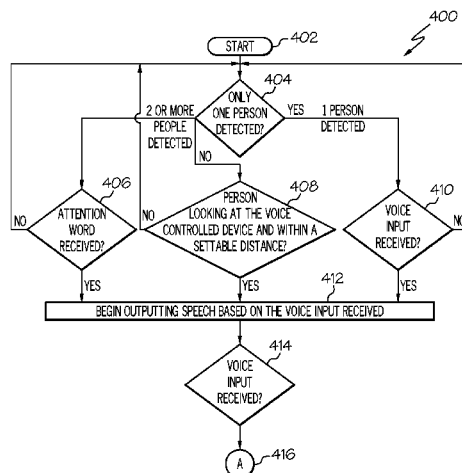 400
START
402
404
ONLY
ONE PERSON
DETECTED?
2 OR MORE
PEOPLE
DETECTED
YES
1 PERSON
DETECTED
NO
NO
406
ATTENTION
WORD
RECEIVED?
NO
408
PERSON
LOOKING AT THE VOICE
CONTROLLED DEVICE AND WITHIN A
SETTABLE DISTANCE?
410
VOICE
INPUT
RECEIVED?
NO
YES
YES
412
YES
BEGIN OUTPUTTING SPEECH BASED ON THE VOICE INPUT RECEIVED
414
VOICE
INPUT
RECEIVED?
A
416